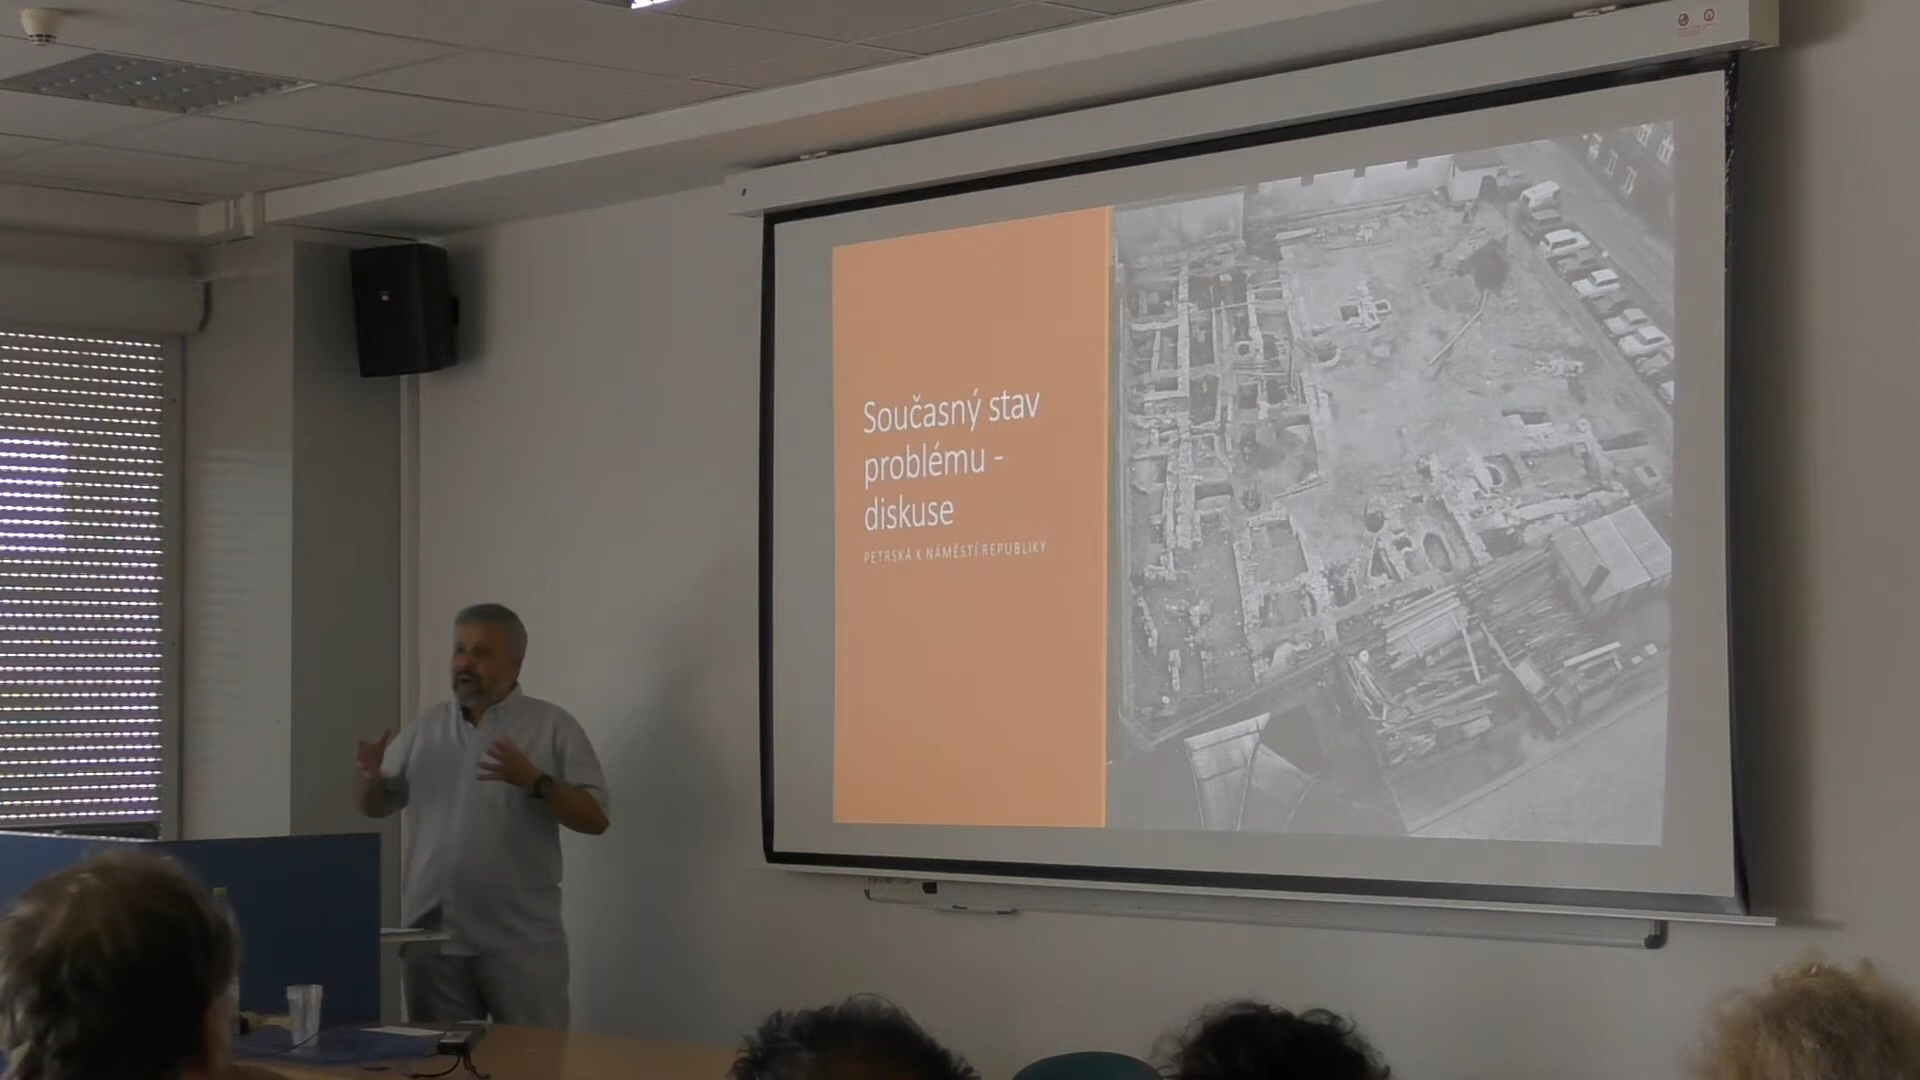 Současný stav
problému -
diskuse
PETRSKÁ X NÁMĚSTÍ REPUBLIKY